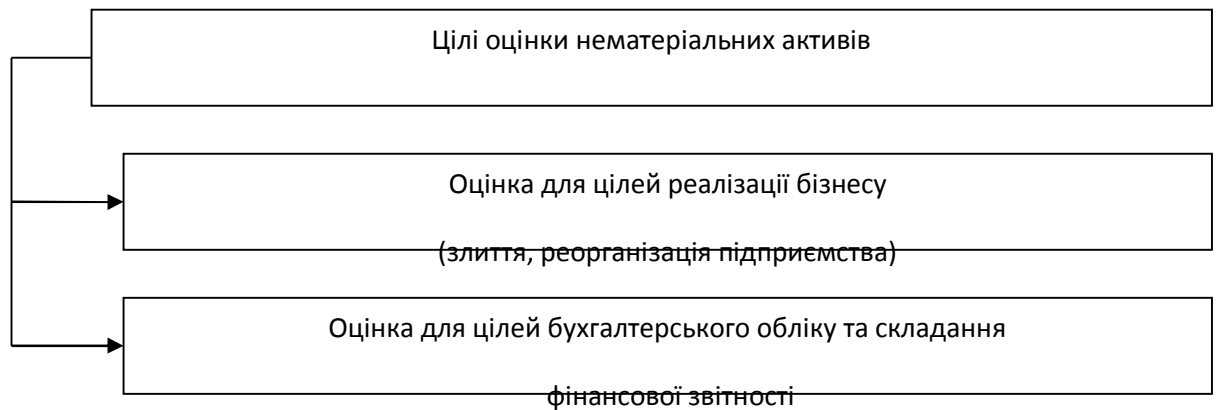 Цілі оцінки нематеріальних активів
Оцінка для цілей реалізації бізнесу
(злиття, реорганізація підприємства)
Оцінка для цілей бухгалтерського обліку та складання
фінансової звітності